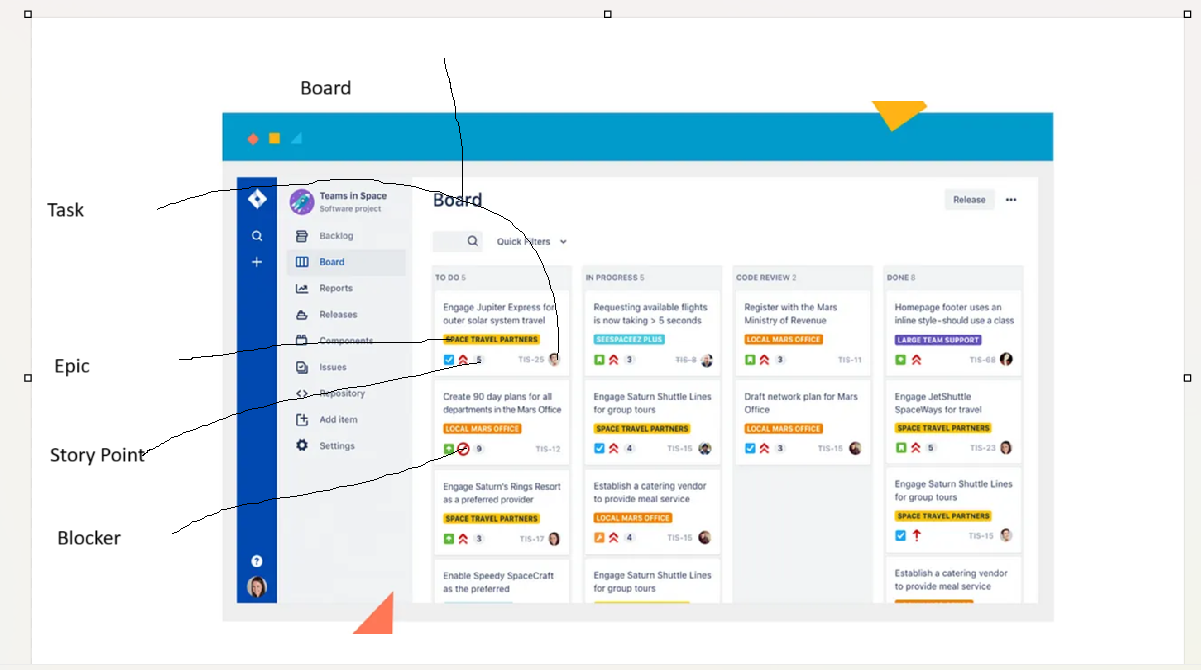 Board
Task
Epic
Story Point
Blocker
Teams in Space
Software project
Backlog
Board
Reports
Releases
Components
Issues
Repository
Add item
Settings
Board
Release
Quick Filters
TO DO 5
Engage Jupiter Express for
outer solar system travel
SPACE TRAVEL PARTNERS
5 TIS-25
Create 90 day plans for all
departments in the Mars Office
LOCAL MARS OFFICE
9 TIS-12
Engage Saturn's Rings Resort
as a preferred provider
SPACE TRAVEL PARTNERS
3 TIS-17
Enable Speedy SpaceCraft
as the preferred
IN PROGRESS 5
Requesting available flights
is now taking > 5 seconds
SEESPACEEZ PLUS
3 TIS-8
Engage Saturn Shuttle Lines
for group tours
SPACE TRAVEL PARTNERS
4 TIS-15
Establish a catering vendor
to provide meal service
LOCAL MARS OFFICE
4 TIS-15
Engage Saturn Shuttle Lines
for group tours
CODE REVIEW 2
Register with the Mars
Ministry of Revenue
LOCAL MARS OFFICE
3 TIS-11
Draft network plan for Mars
Office
LOCAL MARS OFFICE
3 TIS-15
DONE 8
Homepage footer uses an
inline style-should use a class
LARGE TEAM SUPPORT
TIS-68
Engage JetShuttle
SpaceWays for travel
SPACE TRAVEL PARTNERS
5 TIS-23
Engage Saturn Shuttle Lines
for group tours
SPACE TRAVEL PARTNERS
TIS-15
Establish a catering vendor
to provide meal service